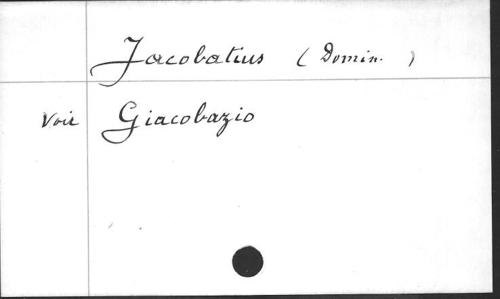 Jacobatius (Domin.)
Voir Giacobazio